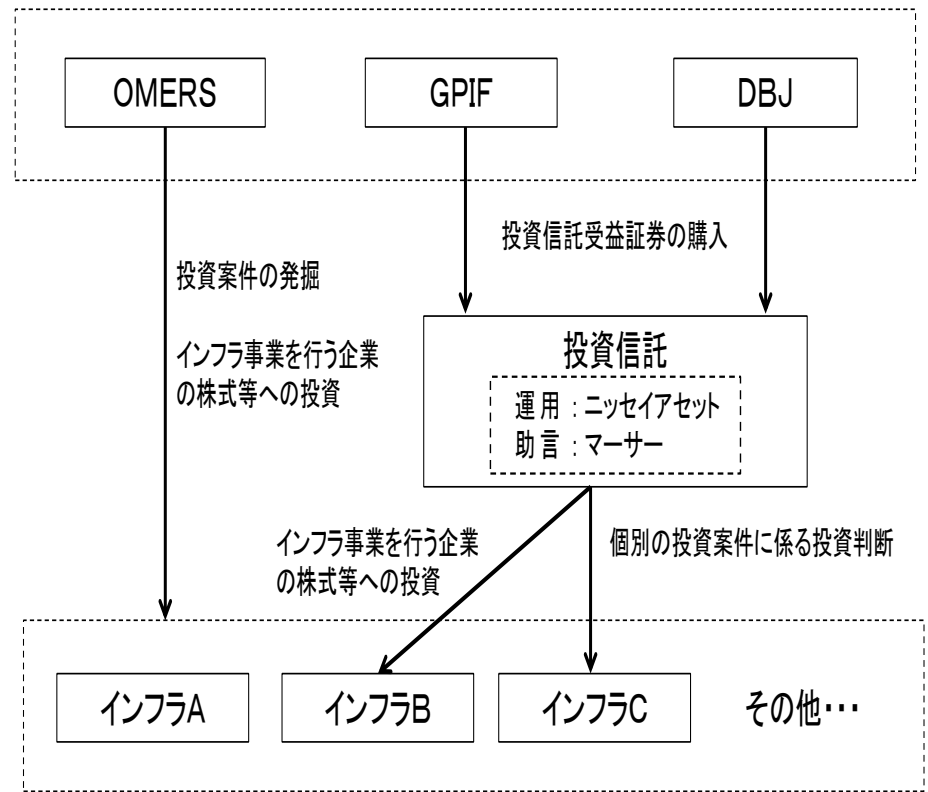 OMERS
GPIF
DBJ
投資信託受益証券の購入
投資案件の発掘
インフラ事業を行う企業
の株式等への投資
投資信託
運用：ニッセイアセット
助言：マーサー
インフラ事業を行う企業
の株式等への投資
個別の投資案件に係る投資判断
インフラA
インフラB
インフラC
その他･･･